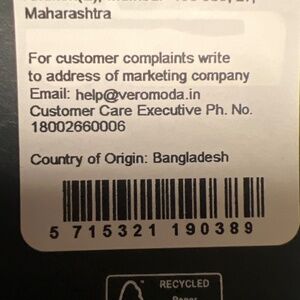 Maharashtra
For customer complaints write
to address of marketing company
Email: help@veromoda.in
Customer Care Executive Ph. No.
18002660006
Country of Origin: Bangladesh
5 715321 190389
RECYCLED